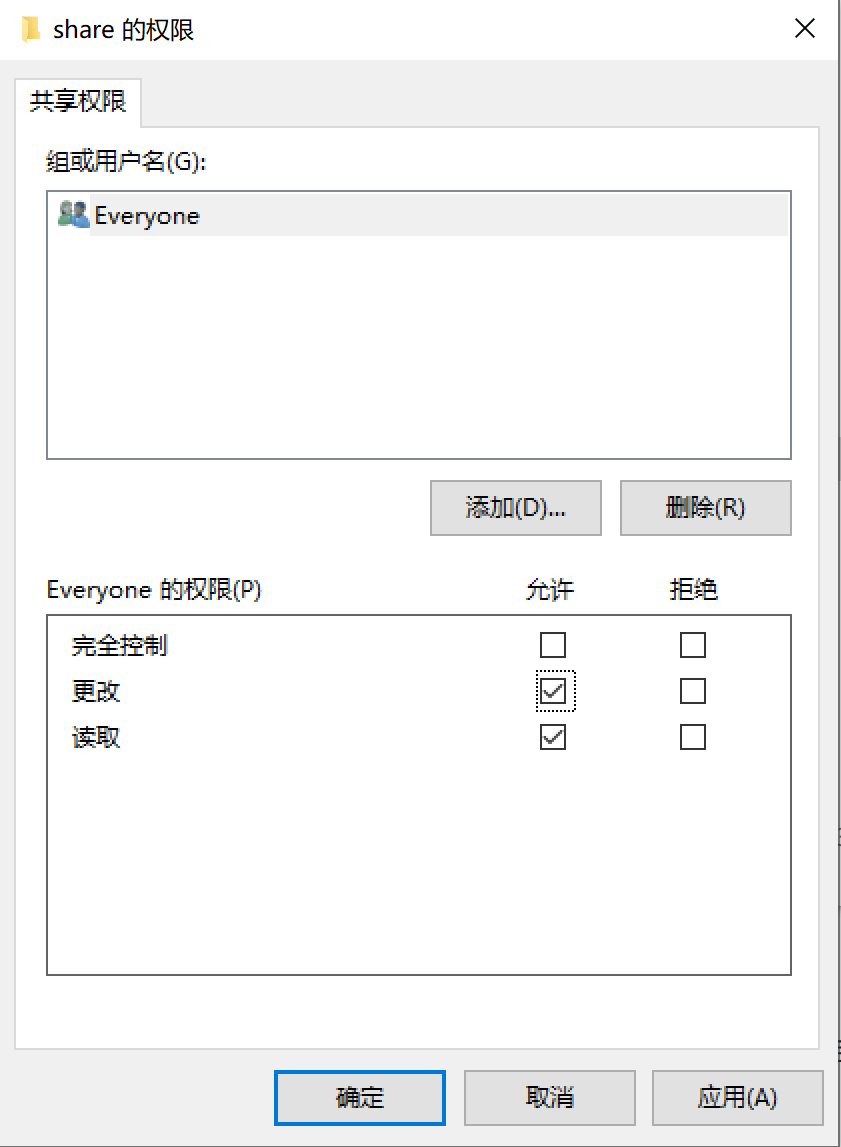 share 的权限
共享权限
组或用户名(G):
Everyone
添加(D)... 删除(R)
Everyone 的权限(P) 允许 拒绝
完全控制
更改
读取
确定 取消 应用(A)